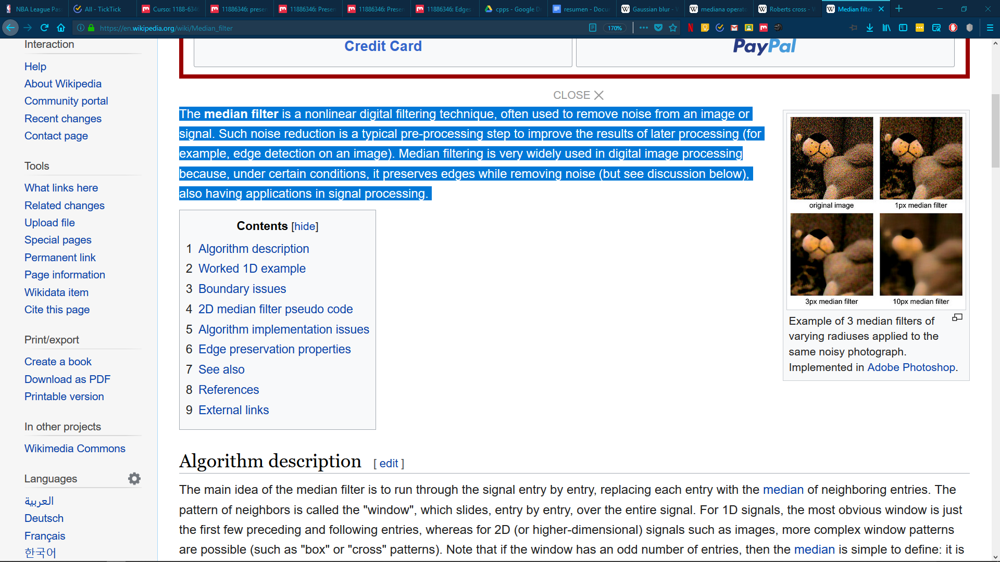 NBA League Pas
All - TickTick
Curso: 1188-6346
11886346: presen
11886346: Presen
11886346: Presen
11886346: Edges
cpps - Google D
resumen - Docu
Gaussian blur - W
mediana operato
Roberts cross - W
Median filter
https://en.wikipedia.org/wiki/Median_filter
170%
Interaction
Help
About Wikipedia
Community portal
Recent changes
Contact page
Tools
What links here
Related changes
Upload file
Special pages
Permanent link
Page information
Wikidata item
Cite this page
Print/export
Create a book
Download as PDF
Printable version
In other projects
Wikimedia Commons
Languages
العربية
Deutsch
Français
한국어
Credit Card
PayPal
CLOSE
The median filter is a nonlinear digital filtering technique, often used to remove noise from an image or
signal. Such noise reduction is a typical pre-processing step to improve the results of later processing (for
example, edge detection on an image). Median filtering is very widely used in digital image processing
because, under certain conditions, it preserves edges while removing noise (but see discussion below),
also having applications in signal processing.
Contents [hide]
1 Algorithm description
2 Worked 1D example
3 Boundary issues
4 2D median filter pseudo code
5 Algorithm implementation issues
6 Edge preservation properties
7 See also
8 References
9 External links
original image
1px median filter
3px median filter
10px median filter
Example of 3 median filters of
varying radiuses applied to the
same noisy photograph.
Implemented in Adobe Photoshop.
Algorithm description [ edit ]
The main idea of the median filter is to run through the signal entry by entry, replacing each entry with the median of neighboring entries. The
pattern of neighbors is called the "window", which slides, entry by entry, over the entire signal. For 1D signals, the most obvious window is just
the first few preceding and following entries, whereas for 2D (or higher-dimensional) signals such as images, more complex window patterns
are possible (such as "box" or "cross" patterns). Note that if the window has an odd number of entries, then the median is simple to define: it is